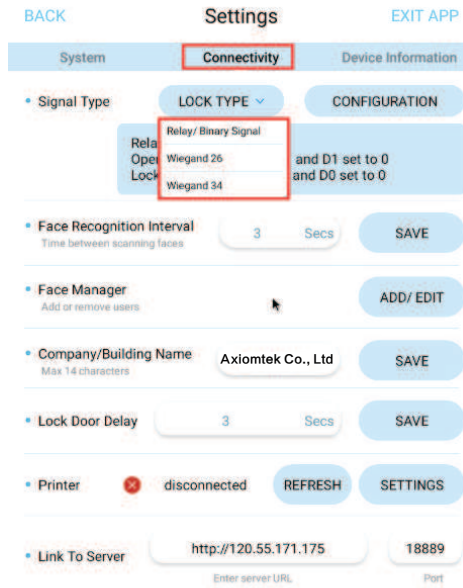 BACK Settings EXIT APP
System Connectivity Device Information
Signal Type LOCK TYPE CONFIGURATION
Relay/ Binary Signal
Wiegand 26
Wiegand 34
Rela
Ope and D1 set to 0
Lock and D0 set to 0
Face Recognition Interval 3 Secs SAVE
Time between scanning faces
Face Manager ADD/ EDIT
Add or remove users
Company/Building Name Axiomtek Co., Ltd SAVE
Max 14 characters
Lock Door Delay 3 Secs SAVE
Printer disconnected REFRESH SETTINGS
Link To Server http://120.55.171.175 18889
Enter server URL Port